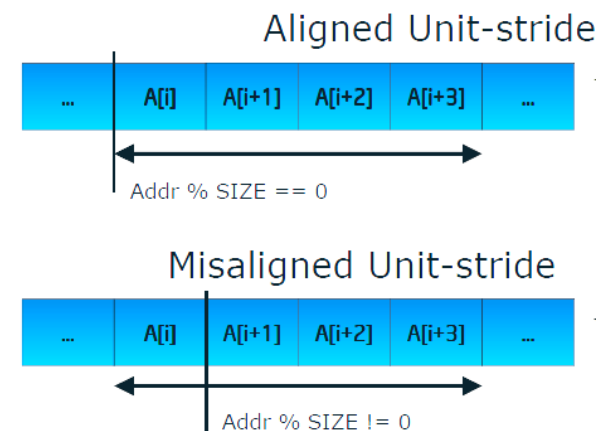 Aligned Unit-stride
... A[i] A[i+1] A[i+2] A[i+3] ...
Addr % SIZE == 0
Misaligned Unit-stride
... A[i] A[i+1] A[i+2] A[i+3] ...
Addr % SIZE != 0